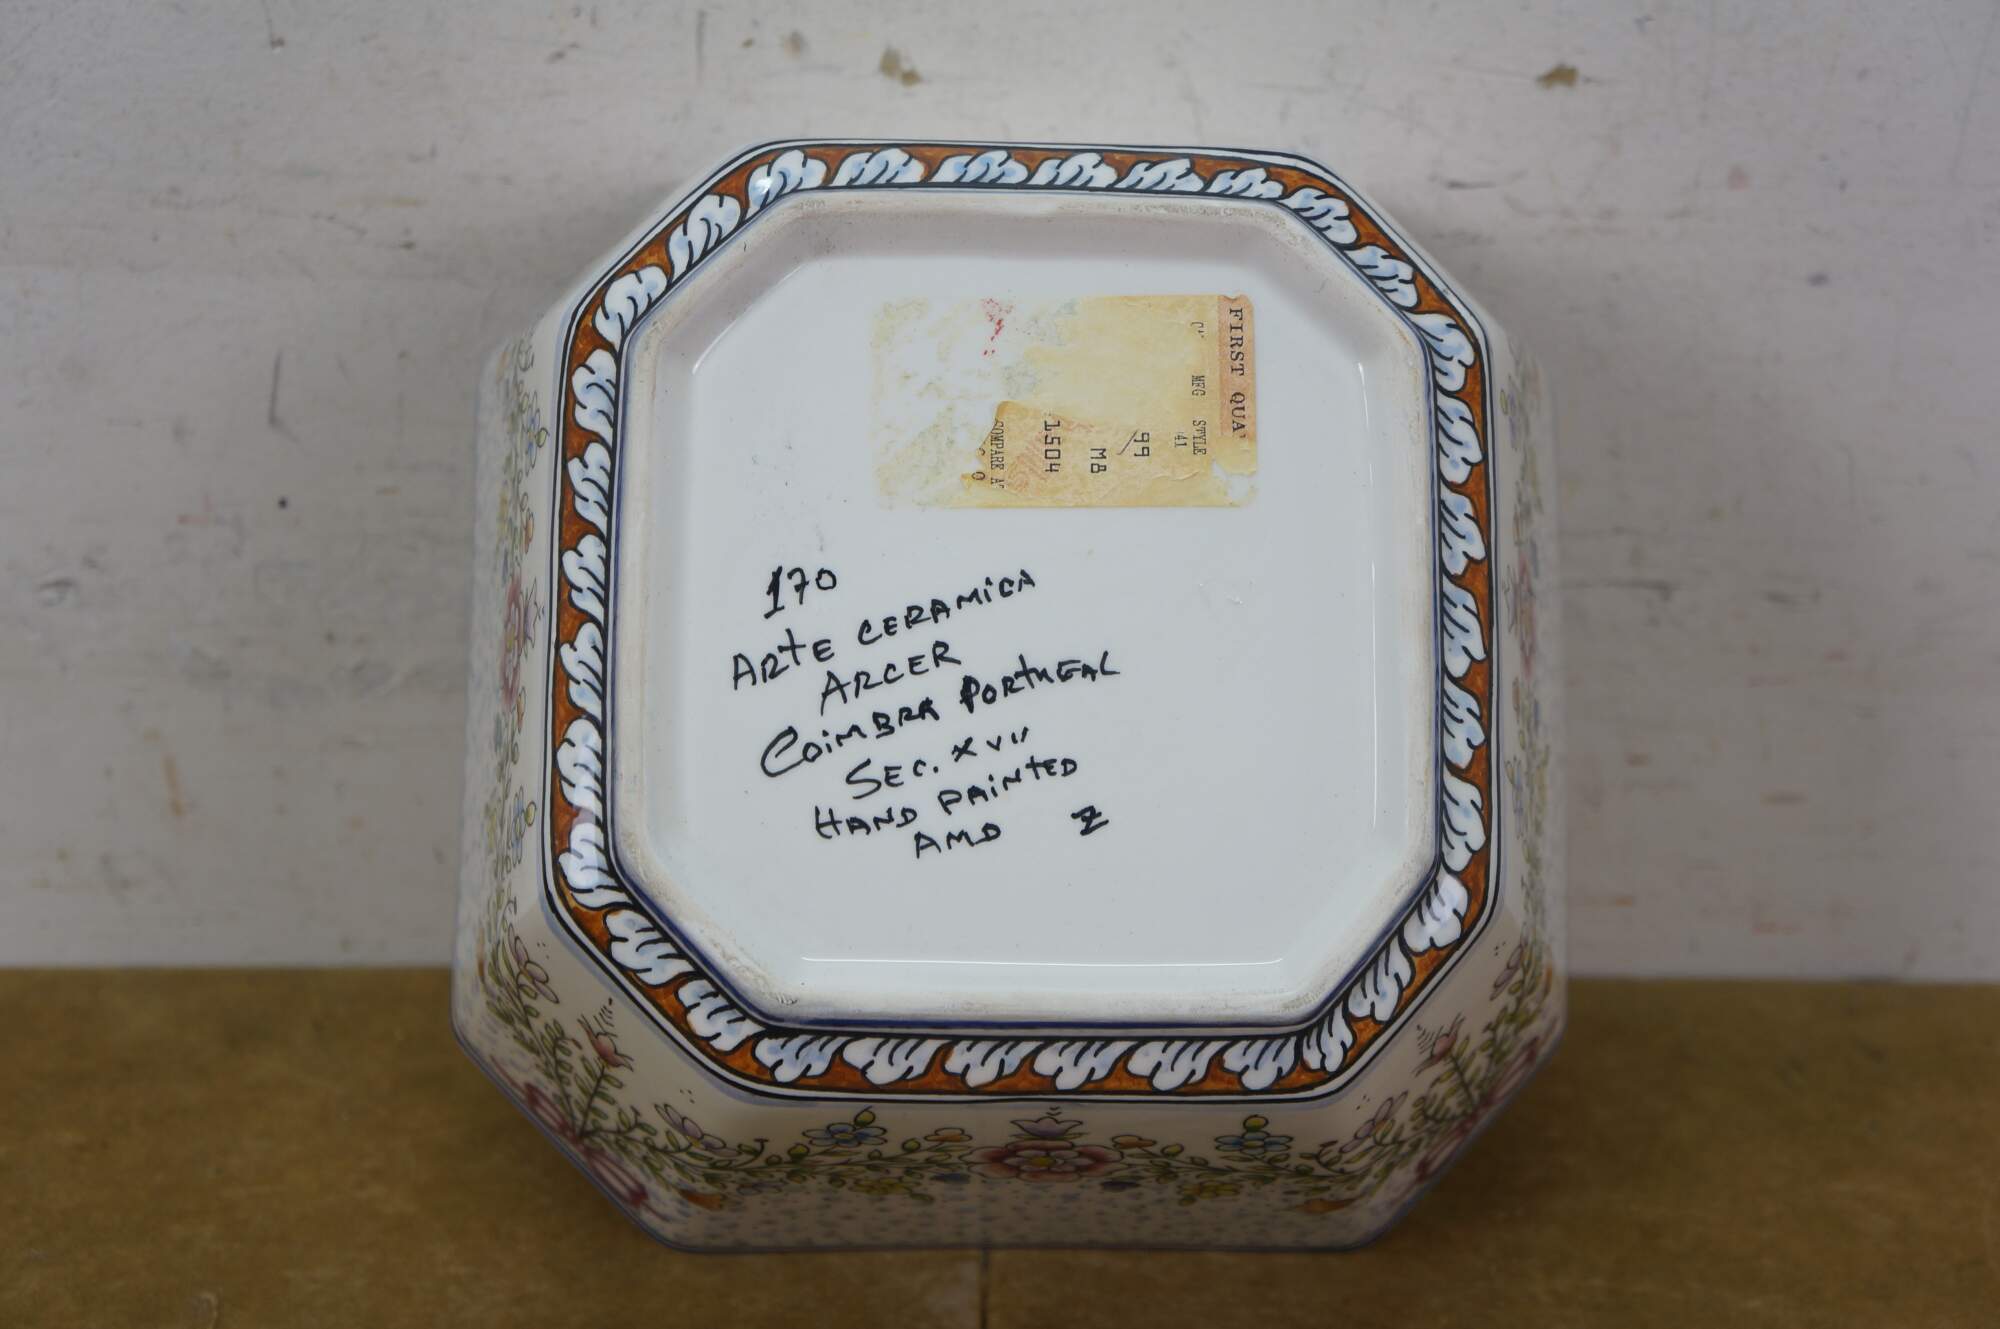 FIRST QUA
MFG STYLE
41
99
M8
1504
COMPARE A
170
ARTE CERAMICA
ARCER
COIMBRA PORTUGAL
SEC. XVII
HAND PAINTED
AMD Z